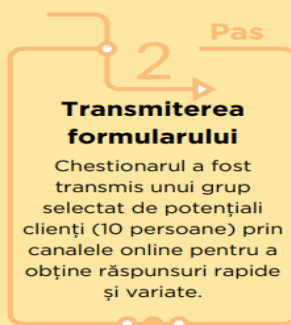 Pas
2
Transmiterea
formularului
Chestionarul a fost
transmis unui grup
selectat de potențiali
clienți (10 persoane) prin
canalele online pentru a
obține răspunsuri rapide
și variate.